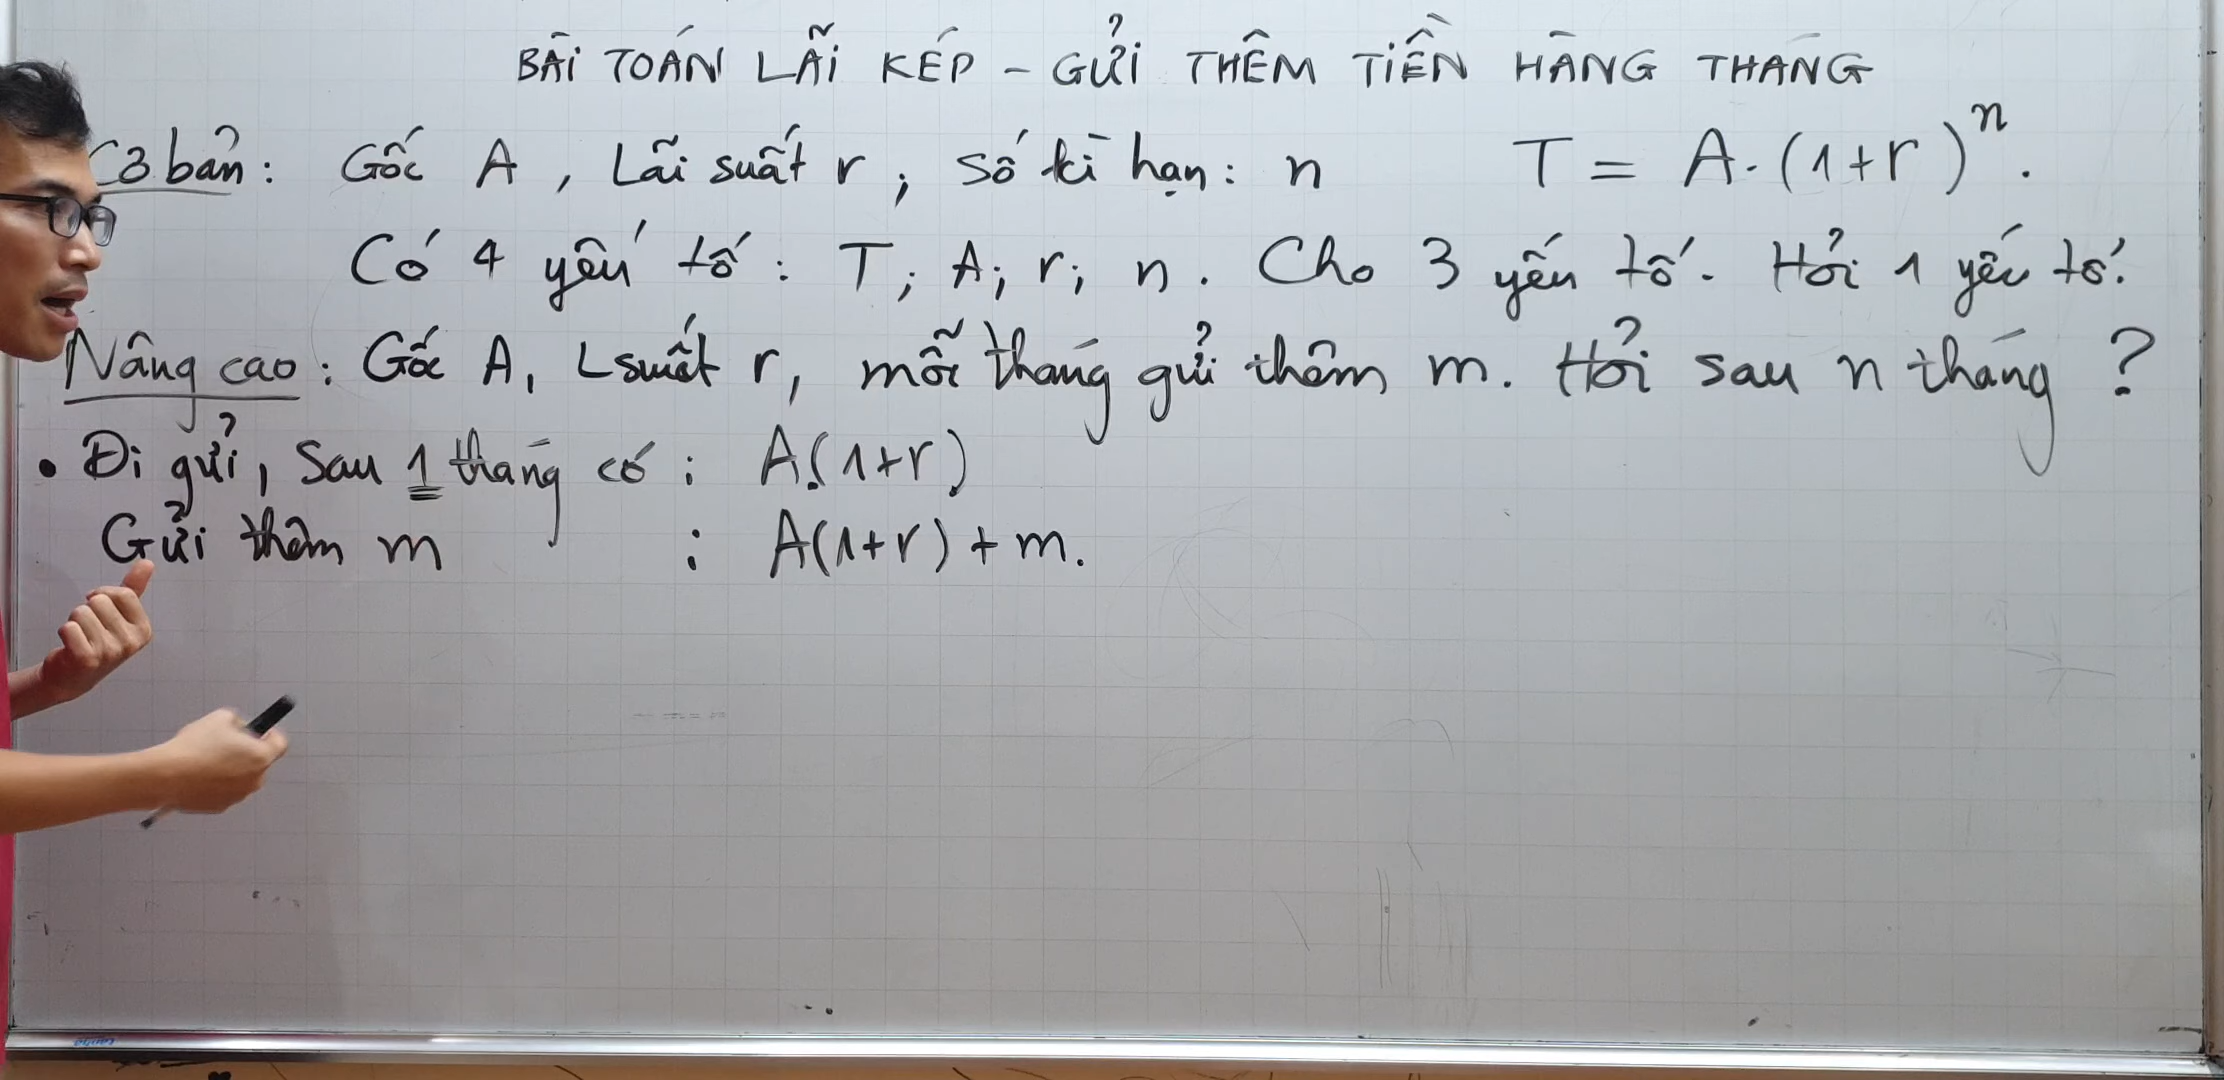 BÀI TOÁN LÃI KÉP - GỬI THÊM TIỀN HÀNG THÁNG
Cơ bản: Gốc A, Lãi suất r; Số kì hạn: n T = A.(1+r)^n.
Có 4 yếu tố: T; A; r; n. Cho 3 yếu tố. Hỏi 1 yếu tố.
Nâng cao: Gốc A, Lsuất r, mỗi tháng gửi thêm m. Hỏi sau n tháng ?
• Đi gửi, Sau 1 tháng có : A.(1+r)
Gửi thêm m : A(1+r) + m.